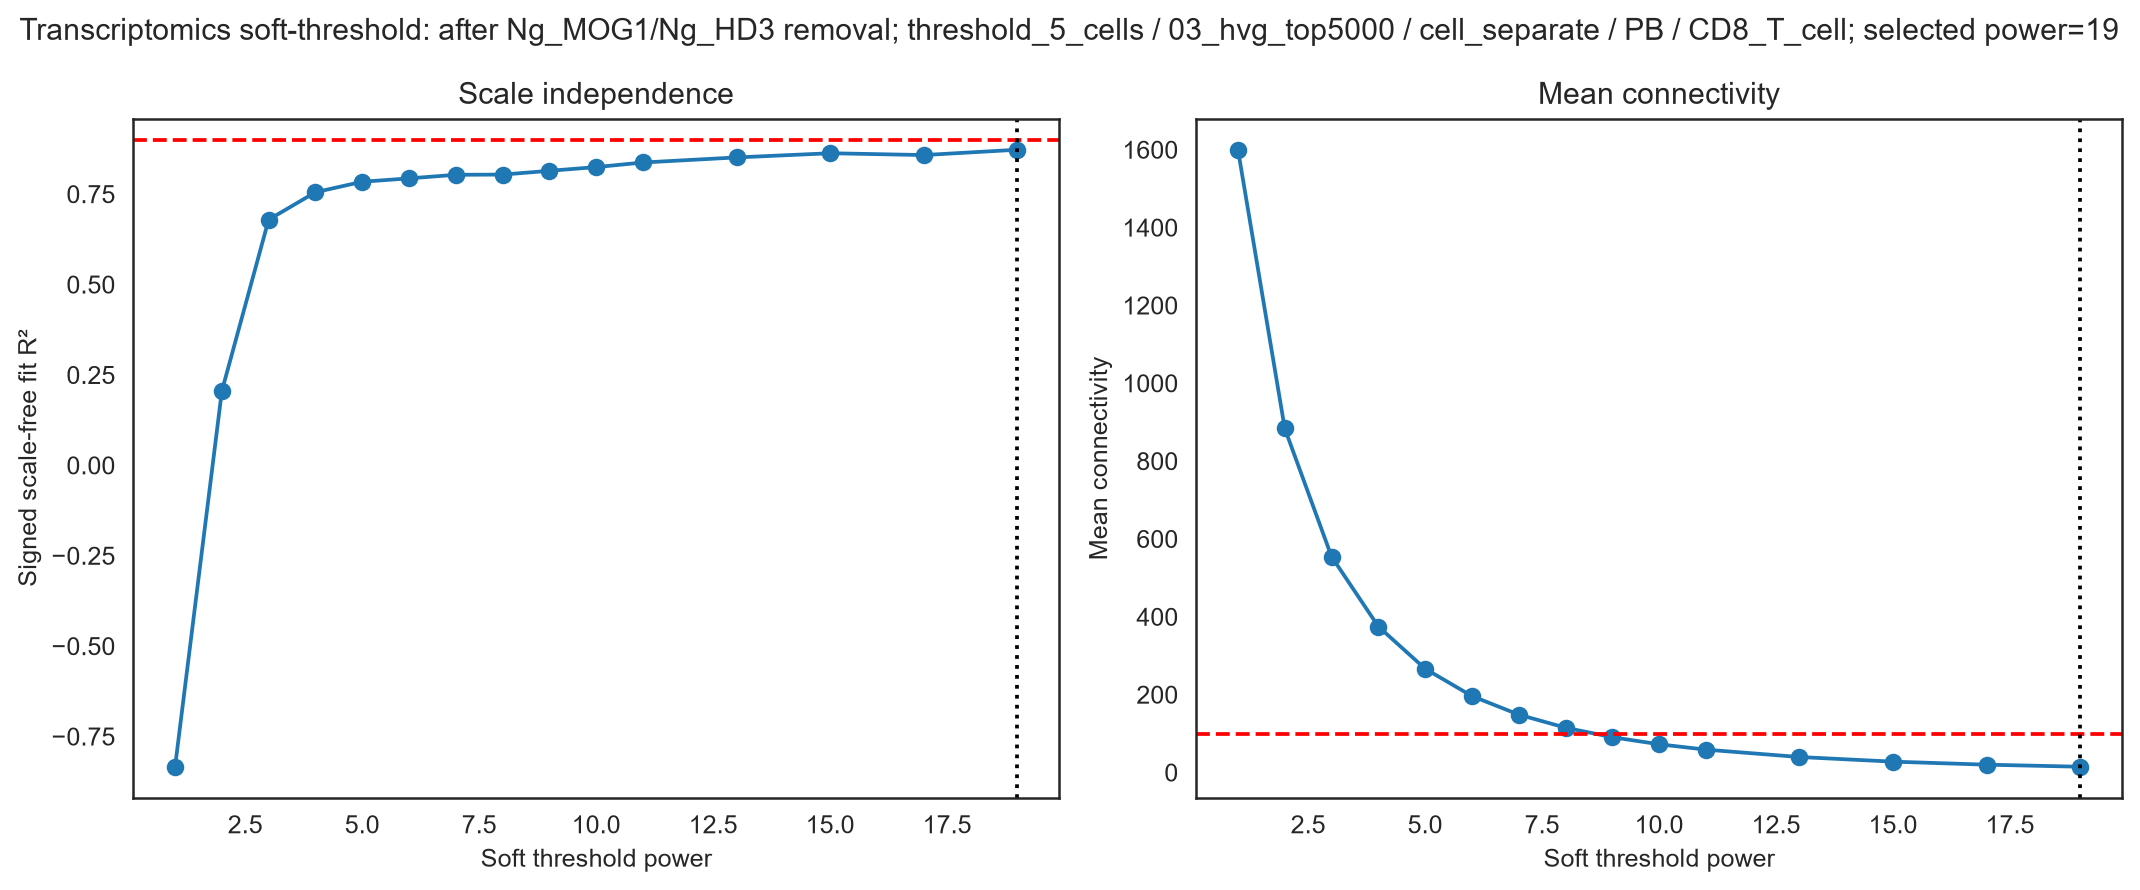 Transcriptomics soft-threshold: after Ng_MOG1/Ng_HD3 removal; threshold_5_cells / 03_hvg_top5000 / cell_separate / PB / CD8_T_cell; selected power=19
Scale independence
Signed scale-free fit R²
0.75
0.50
0.25
0.00
−0.25
−0.50
−0.75
2.5 5.0 7.5 10.0 12.5 15.0 17.5
Soft threshold power
Mean connectivity
Mean connectivity
1600
1400
1200
1000
800
600
400
200
0
2.5 5.0 7.5 10.0 12.5 15.0 17.5
Soft threshold power